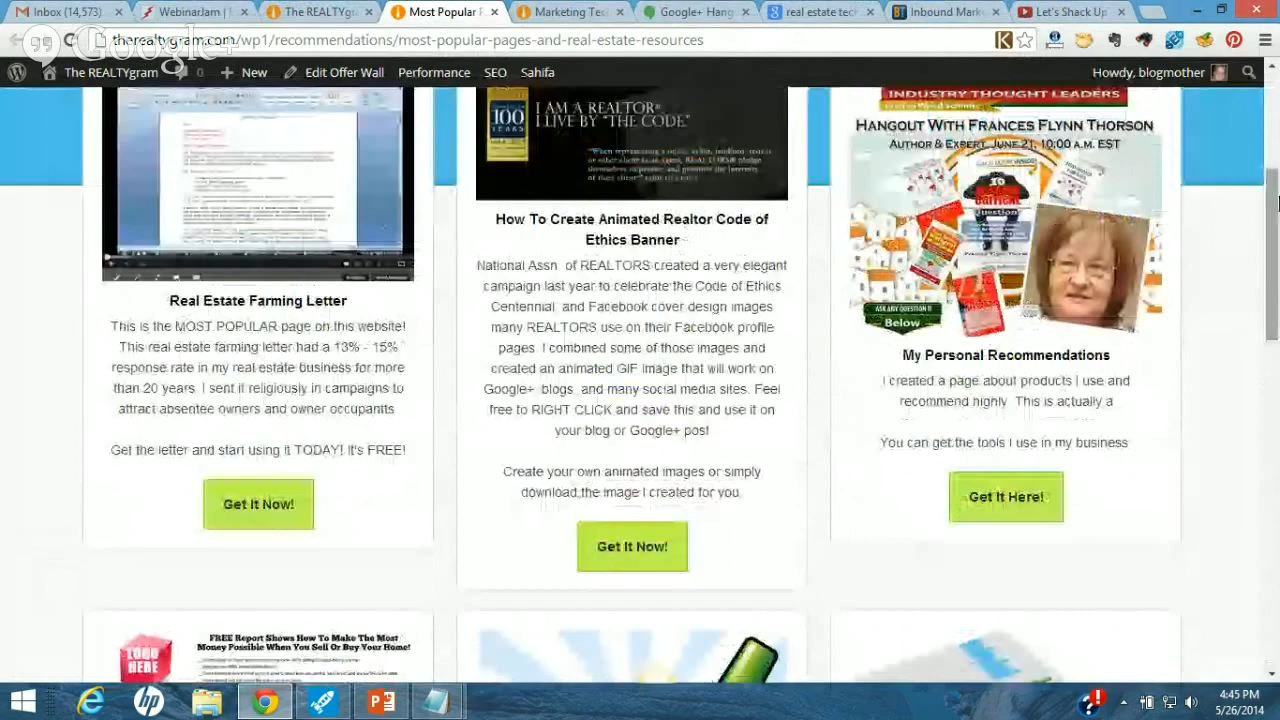 Inbox (14,573)
WebinarJam
The REALTYg
Most Popular
Marketing
Google+ Hang
real estate tech
Inbound Mark
Let's Shack Up
Google+
therealtygram.com/wp1/recommendations/most-popular-pages-and-real-estate-resources
The REALTYgram
0
New
Edit Offer Wall
Performance
SEO
Sahifa
Howdy, blogmother
Real Estate Farming Letter
This is the MOST POPULAR page on this website!
This real estate farming letter had a 13% - 15%
response rate in my real estate business for more
than 20 years. I sent it religiously in campaigns to
attract absentee owners and owner occupants
Get the letter and start using it TODAY! It's FREE!
Get It Now!
100
YEARS
I AM A REALTOR®
I LIVE BY "THE CODE."
How To Create Animated Realtor Code of
Ethics Banner
National Assn. of REALTORS created a very elegant
campaign last year to celebrate the Code of Ethics
Centennial and Facebook cover design images
many REALTORS use on their Facebook profile
pages. I combined some of those images and
created an animated GIF image that will work on
Google+ blogs, and many social media sites. Feel
free to RIGHT CLICK and save this and use it on
your blog or Google+ post
Create your own animated images or simply
download the image I created for you.
Get It Now!
INDUSTRY THOUGHT LEADERS
HANGOUT WITH FRANCES FLYNN THORSON
AUTHOR & EXPERT, JUNE 21, 10:00 A.M. EST
Question
ASK ANY QUESTION
Below
My Personal Recommendations
I created a page about products I use and
recommend highly. This is actually a
You can get the tools I use in my business
Get It Here!
LOGO
HERE
FREE Report Shows How To Make The Most
Money Possible When You Sell Or Buy Your Home!
4:45 PM
5/26/2014